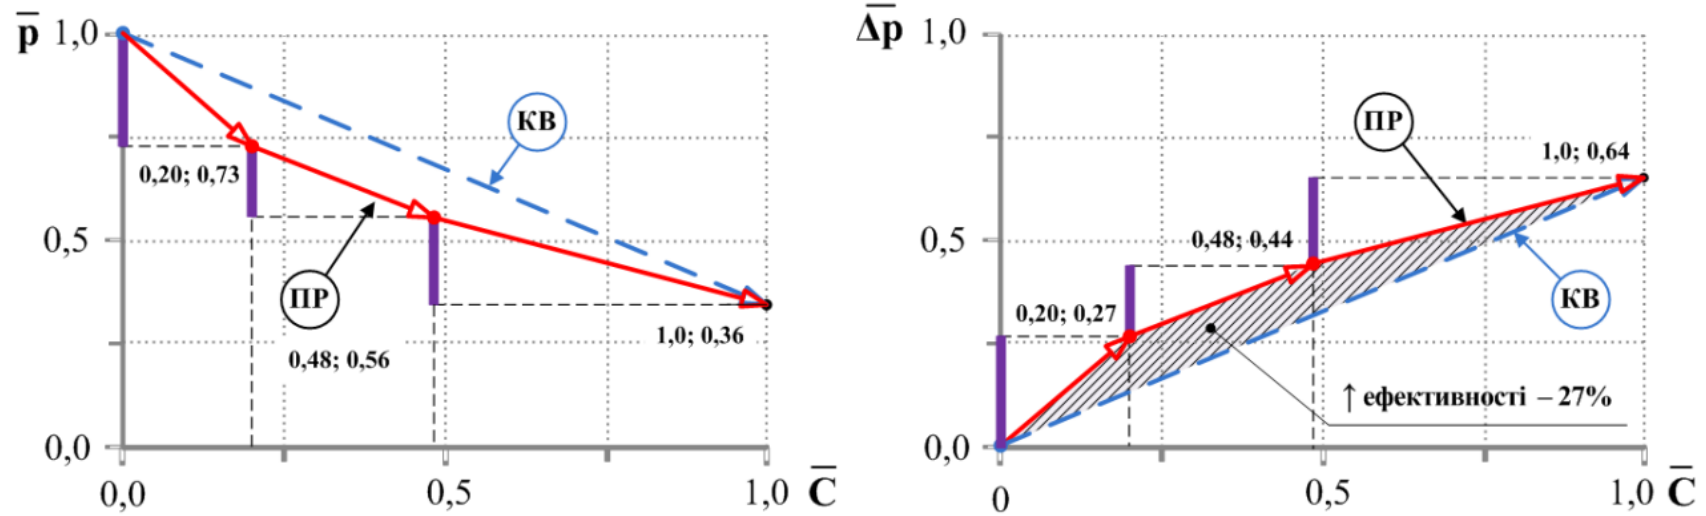 p̅ 1,0
КВ
0,20; 0,73
0,5
ПР
1,0; 0,36
0,48; 0,56
0,0
0,0 0,5 1,0 C̅
Δ̅p̅ 1,0
ПР
1,0; 0,64
0,48; 0,44
0,5
КВ
0,20; 0,27
↑ ефективності – 27%
0,0
0 0,5 1,0 C̅